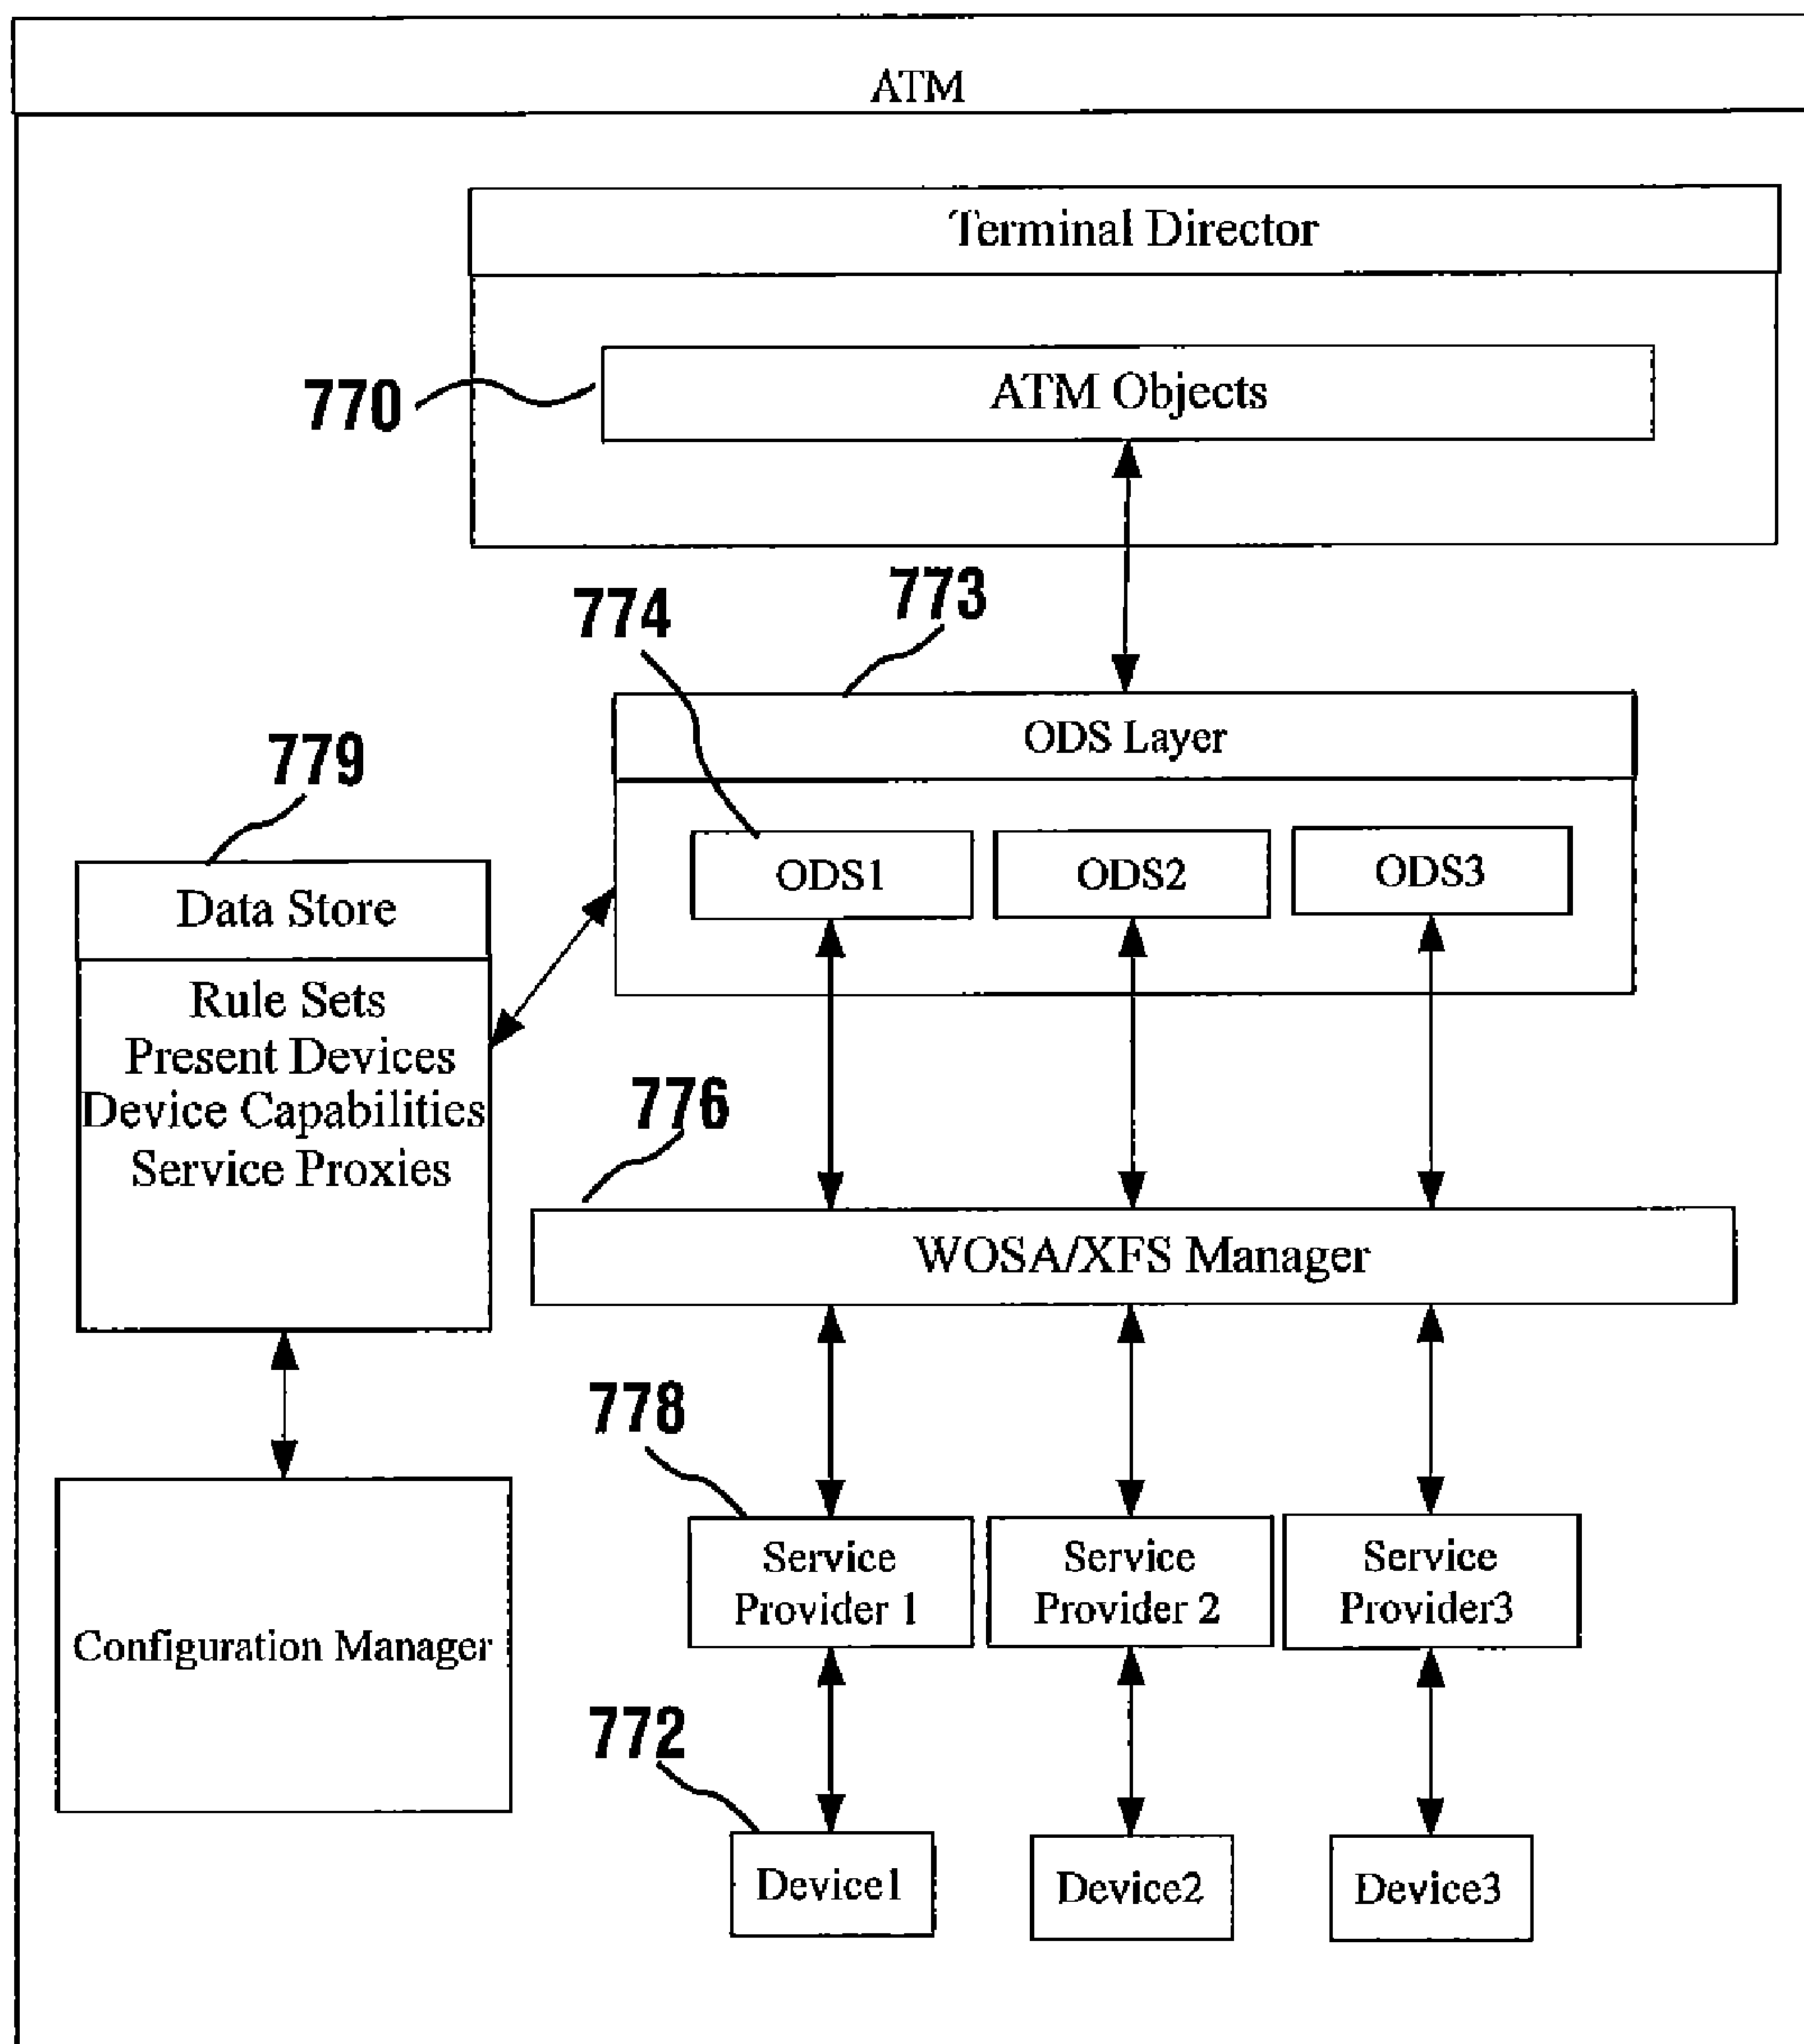 ATM
Terminal Director
770
ATM Objects
773
774
ODS Layer
779
ODS1
ODS2
ODS3
Data Store
Rule Sets
Present Devices
Device Capabilities
Service Proxies
776
WOSA/XFS Manager
778
Service
Provider 1
Service
Provider 2
Service
Provider3
Configuration Manager
772
Device1
Device2
Device3